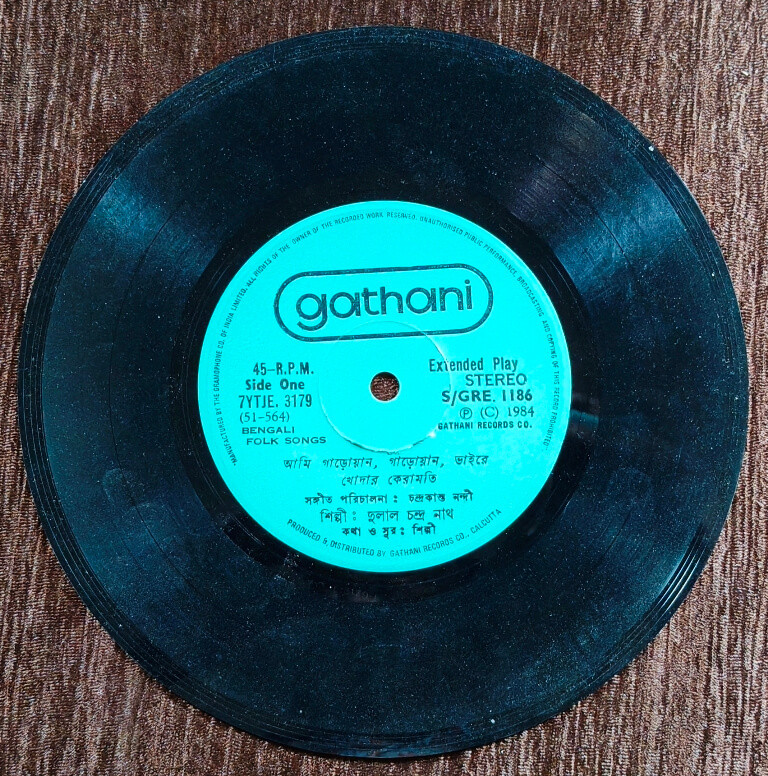 "MANUFACTURED BY THE GRAMOPHONE CO. OF INDIA LIMITED. ALL RIGHTS OF THE OWNER OF THE RECORDED WORK RESERVED. UNAUTHORISED PUBLIC PERFORMANCE BROADCASTING AND COPYING OF THIS RECORD PROHIBITED"
gathani
45-R.P.M.
Side One
7YTJE. 3179
(51-564)
BENGALI
FOLK SONGS
Extended Play
STEREO
S/GRE. 1186
Ⓟ (C) 1984
GATHANI RECORDS CO.
আমি গাড়োয়ান, গাড়োয়ান, ভাইরে
খোদার কেরামতি
সঙ্গীত পরিচালনা: চন্দ্রকান্ত নন্দী
শিল্পী: দুলাল চন্দ্র নাথ
কথা ও সুর: শিল্পী
PRODUCED & DISTRIBUTED BY GATHANI RECORDS CO., CALCUTTA